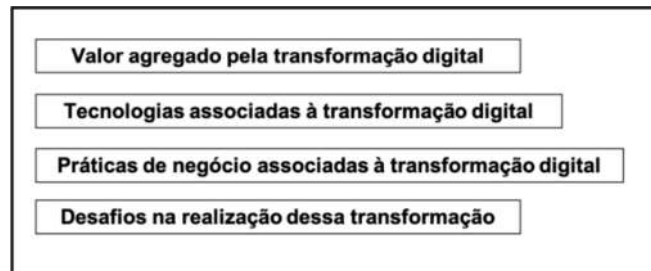 Valor agregado pela transformação digital
Tecnologias associadas à transformação digital
Práticas de negócio associadas à transformação digital
Desafios na realização dessa transformação